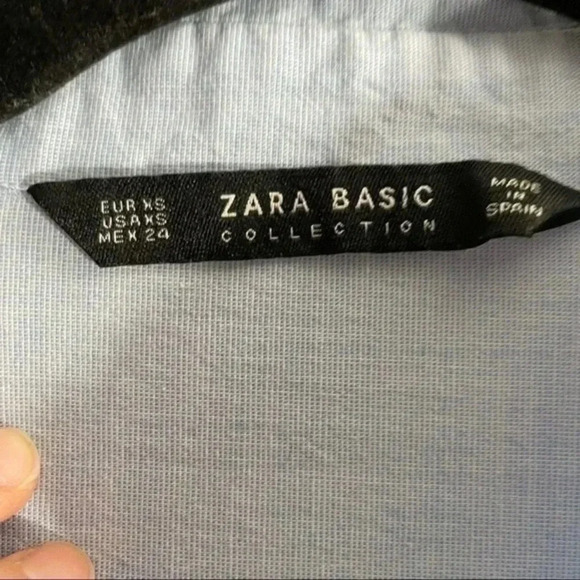 EUR XS
USA XS
MEX 24
ZARA BASIC
COLLECTION
MADE
IN
SPAIN